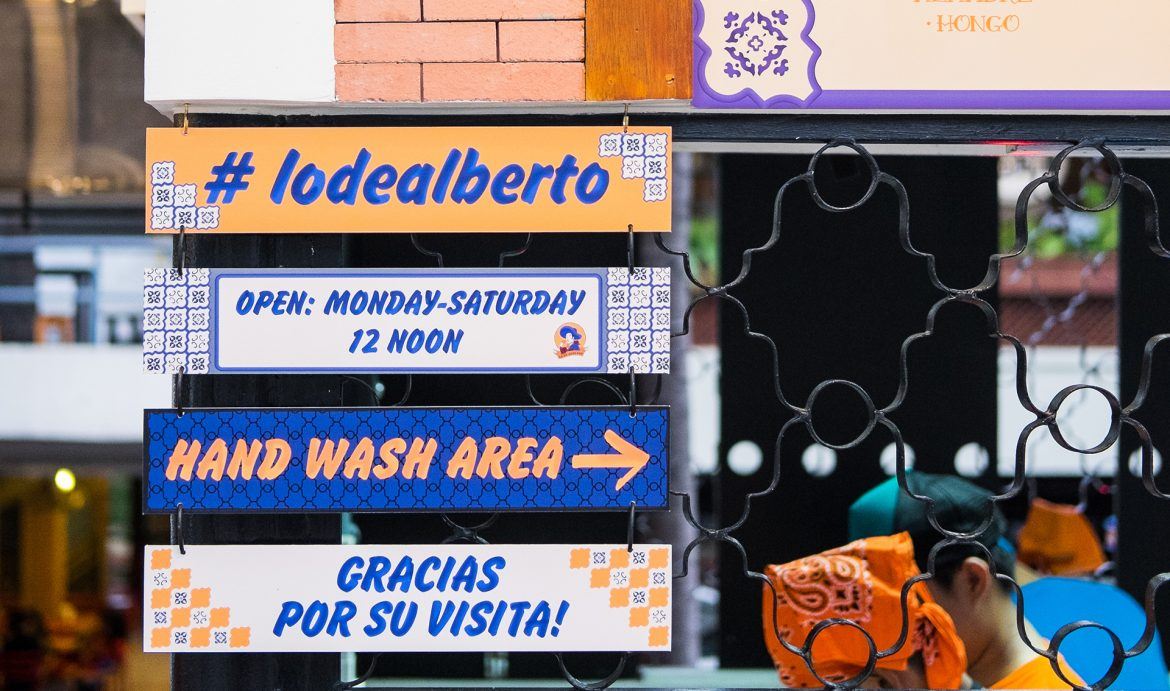 · HONGO
# lodealberto
OPEN: MONDAY-SATURDAY
12 NOON
HAND WASH AREA →
GRACIAS
POR SU VISITA!